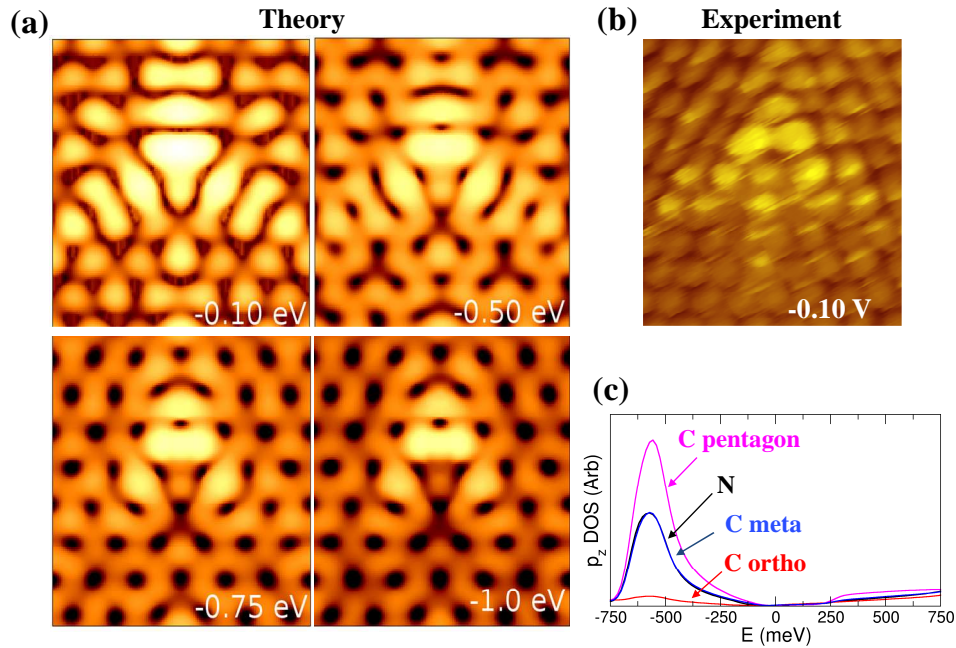 (a) Theory
-0.10 eV
-0.50 eV
-0.75 eV
-1.0 eV
(b) Experiment
-0.10 V
(c)
C pentagon
N
C meta
C ortho
p_z DOS (Arb)
-750 -500 -250 0 250 500 750
E (meV)